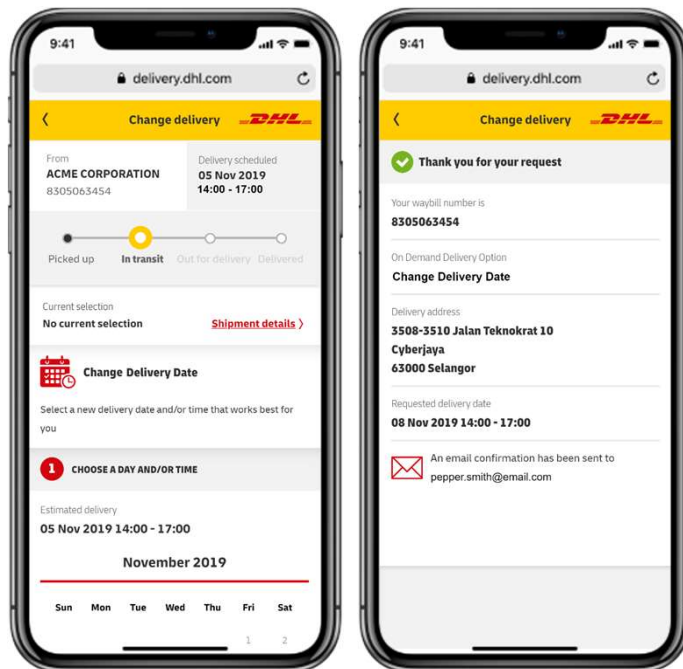 9:41
delivery.dhl.com
Change delivery
DHL
From
ACME CORPORATION
8305063454
Delivery scheduled
05 Nov 2019
14:00 - 17:00
Picked up
In transit
Out for delivery
Delivered
Current selection
No current selection
Shipment details
Change Delivery Date
Select a new delivery date and/or time that works best for
you
1 CHOOSE A DAY AND/OR TIME
Estimated delivery
05 Nov 2019 14:00 - 17:00
November 2019
Sun Mon Tue Wed Thu Fri Sat
1 2
9:41
delivery.dhl.com
Change delivery
DHL
Thank you for your request
Your waybill number is
8305063454
On Demand Delivery Option
Change Delivery Date
Delivery address
3508-3510 Jalan Teknokrat 10
Cyberjaya
63000 Selangor
Requested delivery date
08 Nov 2019 14:00 - 17:00
An email confirmation has been sent to
pepper.smith@email.com